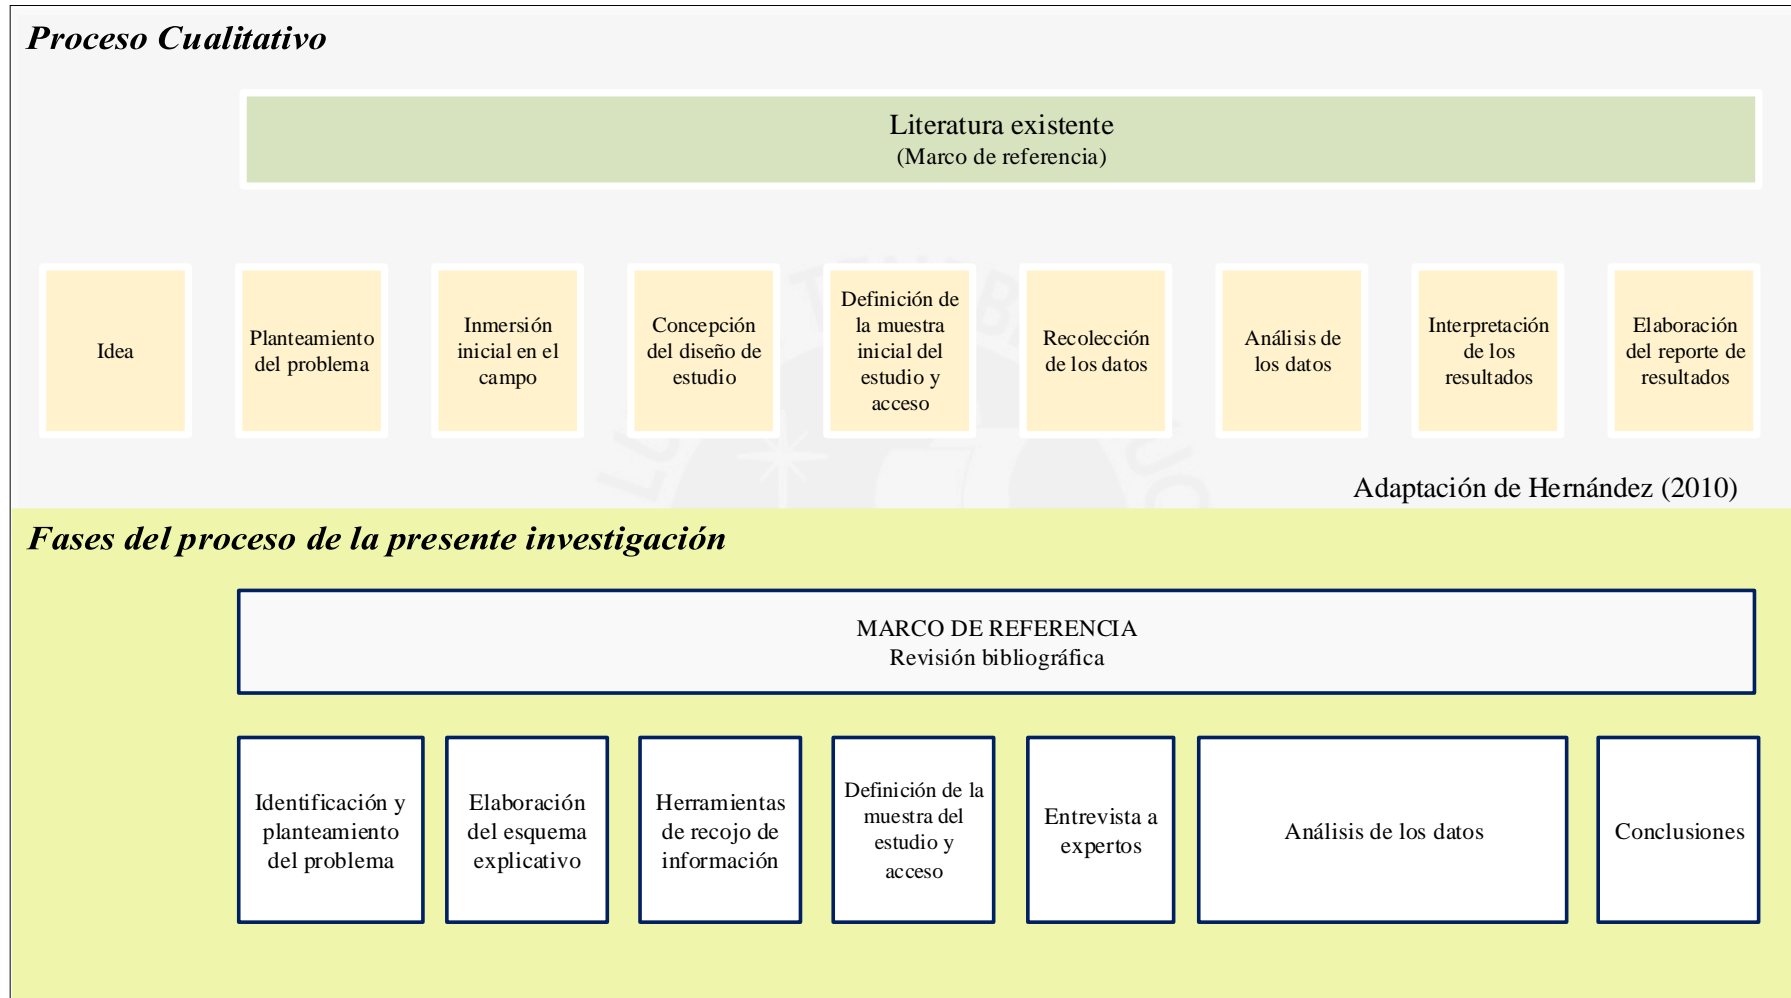 Proceso Cualitativo
Literatura existente
(Marco de referencia)
Idea
Planteamiento
del problema
Inmersión
inicial en el
campo
Concepción
del diseño de
estudio
Definición de
la muestra
inicial del
estudio y
acceso
Recolección
de los datos
Análisis de
los datos
Interpretación
de los
resultados
Elaboración
del reporte de
resultados
Adaptación de Hernández (2010)
Fases del proceso de la presente investigación
MARCO DE REFERENCIA
Revisión bibliográfica
Identificación y
planteamiento
del problema
Elaboración
del esquema
explicativo
Herramientas
de recojo de
información
Definición de la
muestra del
estudio y
acceso
Entrevista a
expertos
Análisis de los datos
Conclusiones